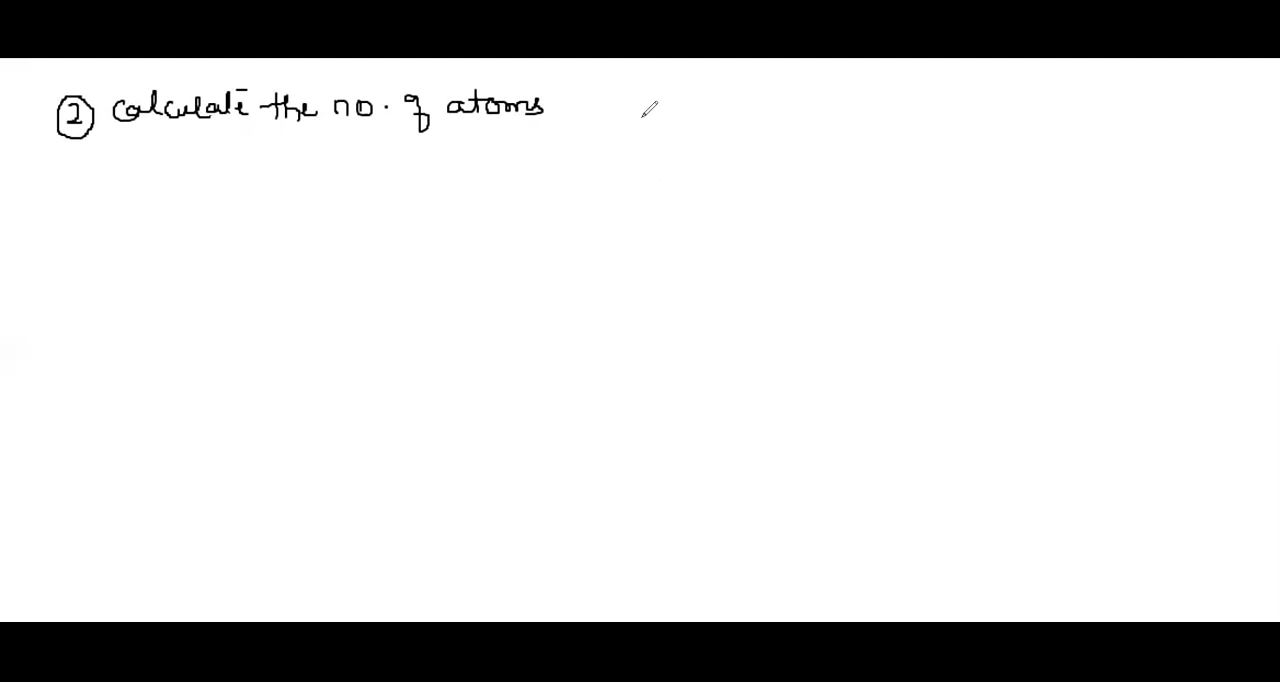 ② calculate the no. of atoms